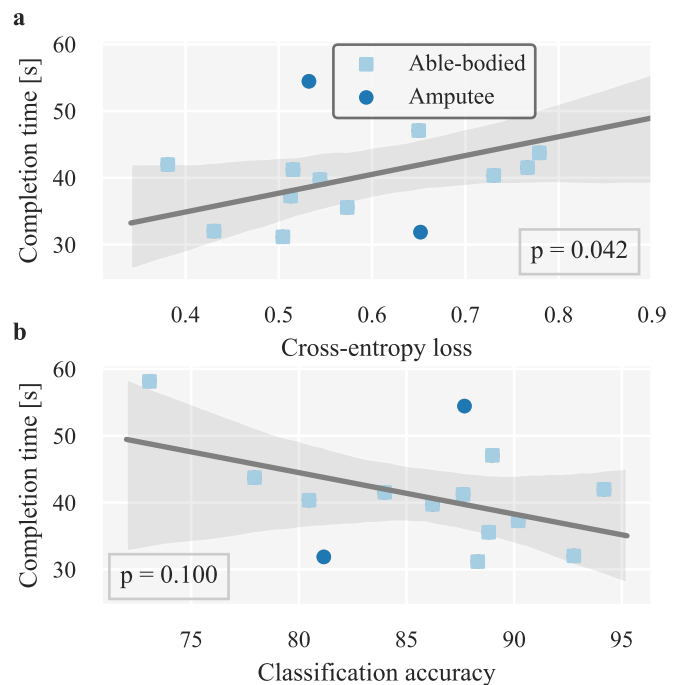 a
60
50
40
30
Completion time [s]
Able-bodied
Amputee
p = 0.042
0.4 0.5 0.6 0.7 0.8 0.9
Cross-entropy loss
b
60
50
40
30
Completion time [s]
p = 0.100
75 80 85 90 95
Classification accuracy